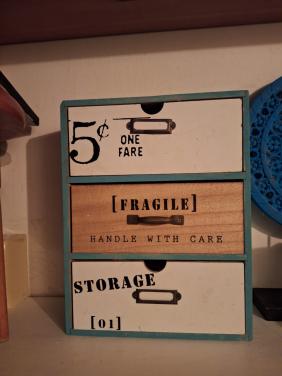 5¢
ONE
FARE
[FRAGILE]
HANDLE WITH CARE
STORAGE
[01]